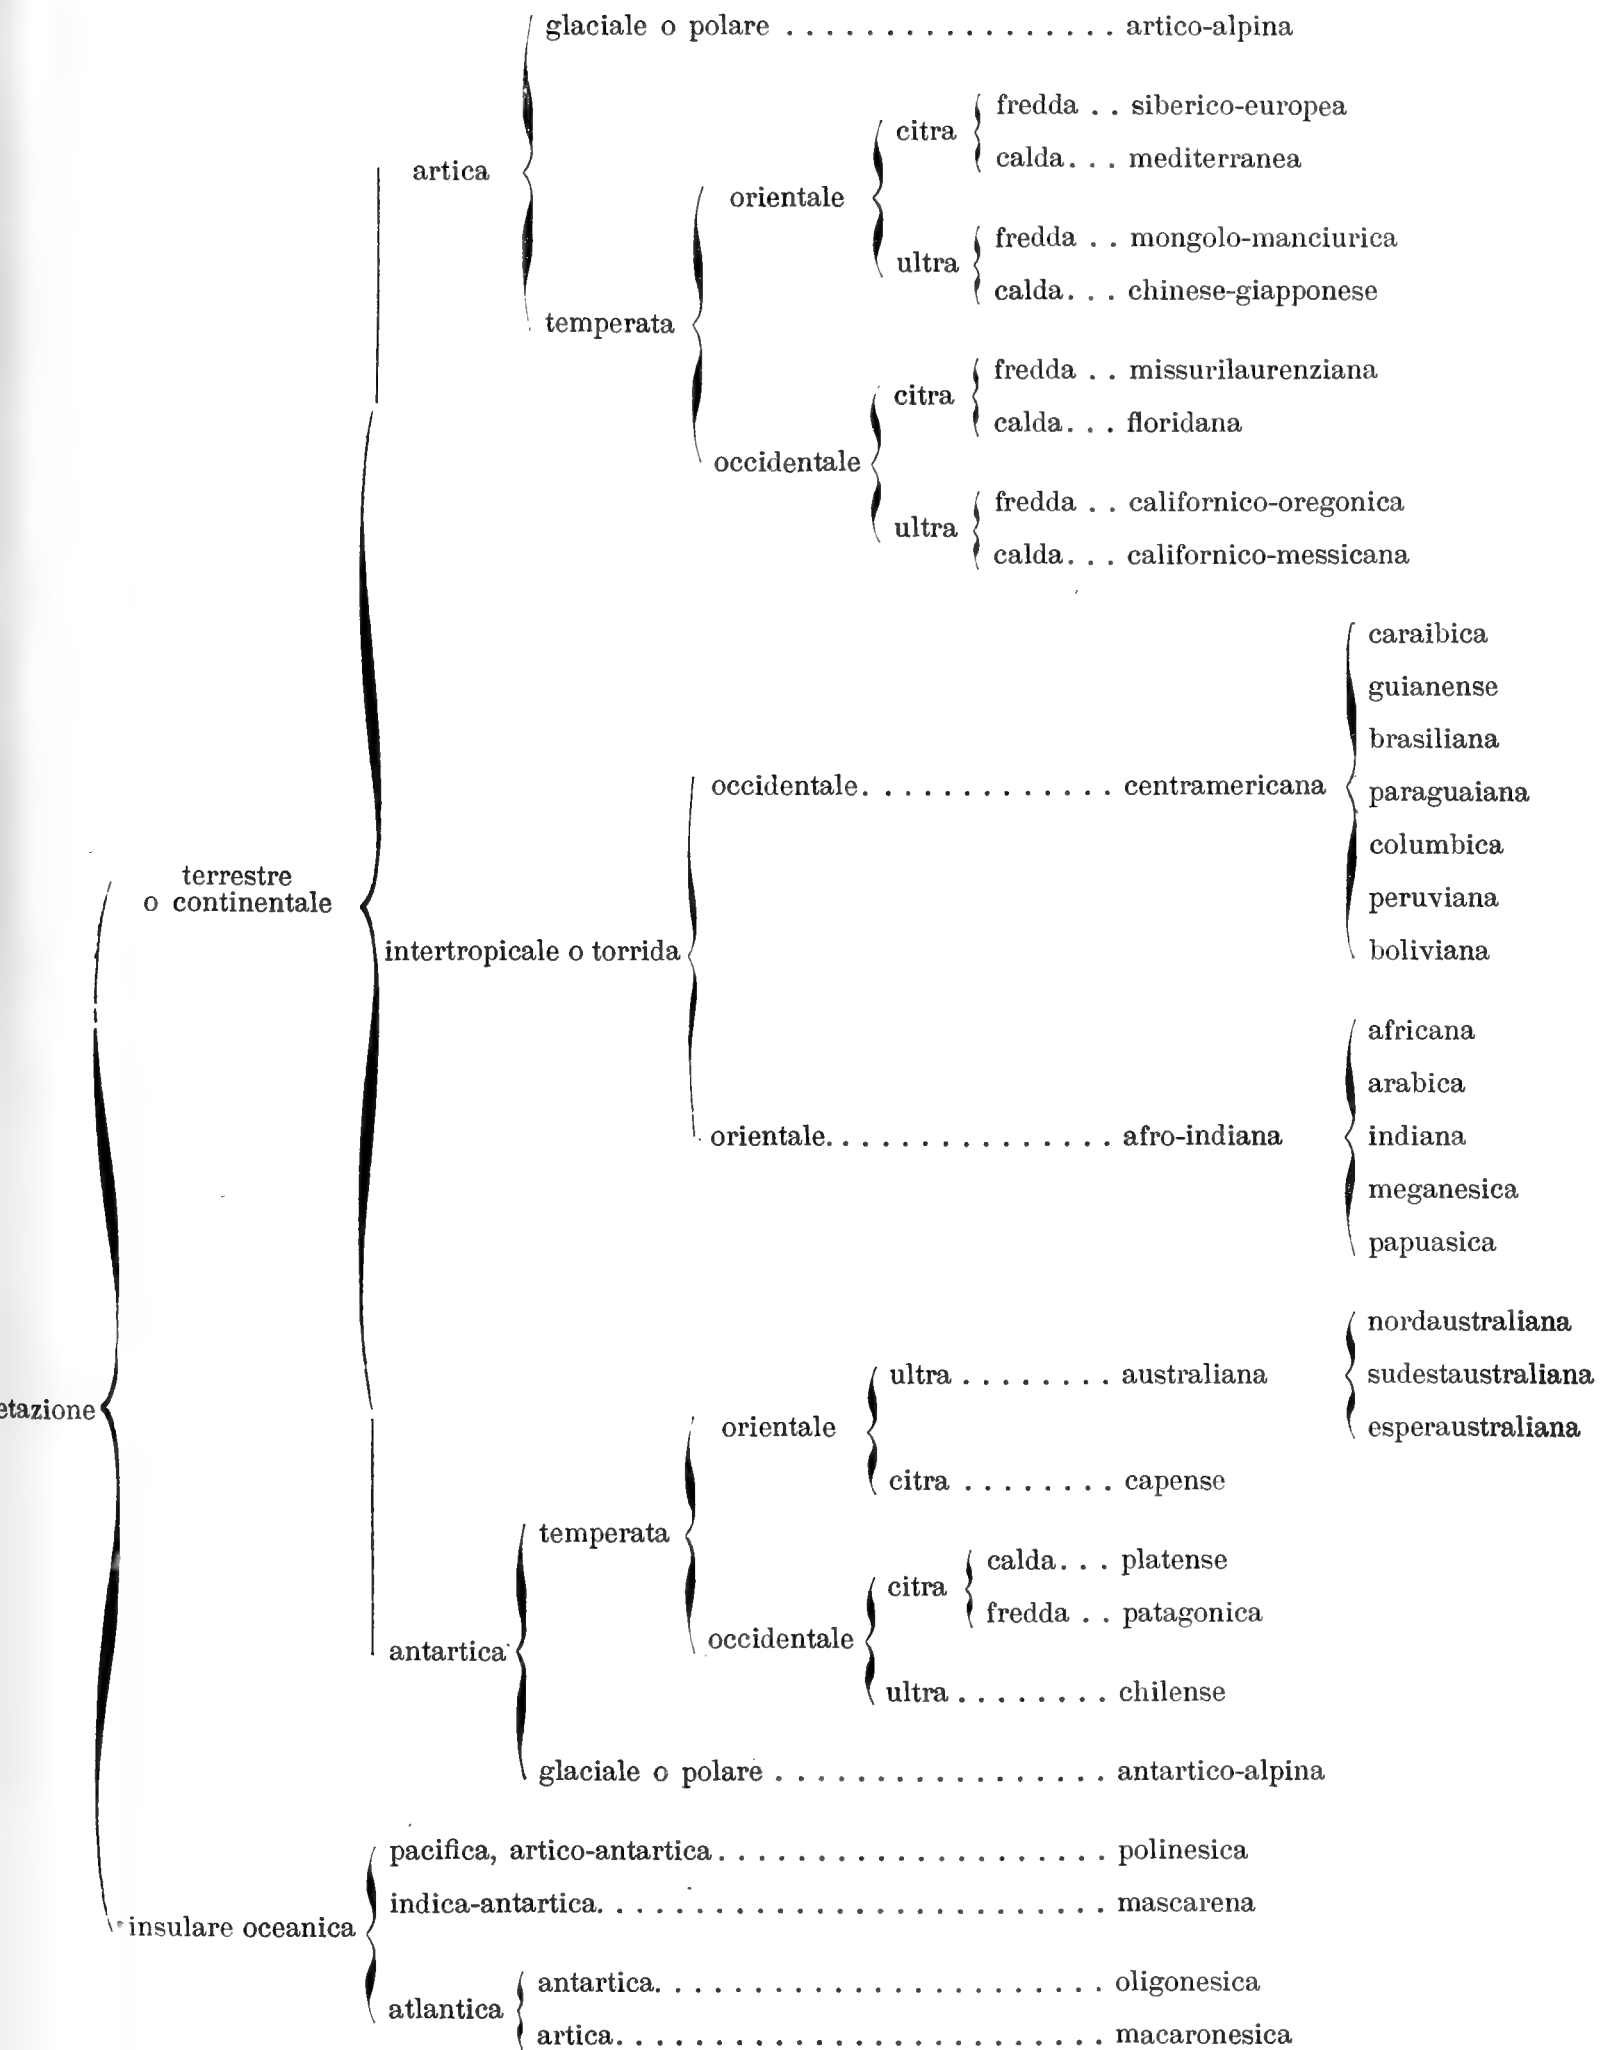 glaciale o polare . . . . . . . . . . . . . . . . . artico-alpina
artica
temperata
orientale
citra
fredda . . siberico-europea
calda. . . mediterranea
ultra
fredda . . mongolo-manciurica
calda. . . chinese-giapponese
occidentale
citra
fredda . . missurilaurenziana
calda. . . floridana
ultra
fredda . . californico-oregonica
calda. . . californico-messicana
terrestre
o continentale
intertropicale o torrida
occidentale. . . . . . . . . . . . . centramericana
caraibica
guianense
brasiliana
paraguaiana
columbica
peruviana
boliviana
orientale. . . . . . . . . . . . . . . afro-indiana
africana
arabica
indiana
meganesica
papuasica
etazione
antartica
temperata
orientale
ultra . . . . . . . . australiana
nordaustraliana
sudestaustraliana
esperaustraliana
citra . . . . . . . . capense
occidentale
citra
calda. . . platense
fredda . . patagonica
ultra . . . . . . . . chilense
glaciale o polare . . . . . . . . . . . . . . . . . antartico-alpina
insulare oceanica
pacifica, artico-antartica. . . . . . . . . . . . . . . . . . . . polinesica
indica-antartica. . . . . . . . . . . . . . . . . . . . . . . . . . mascarena
atlantica
antartica. . . . . . . . . . . . . . . . . . . . . . . oligonesica
artica. . . . . . . . . . . . . . . . . . . . . . . . . macaronesica